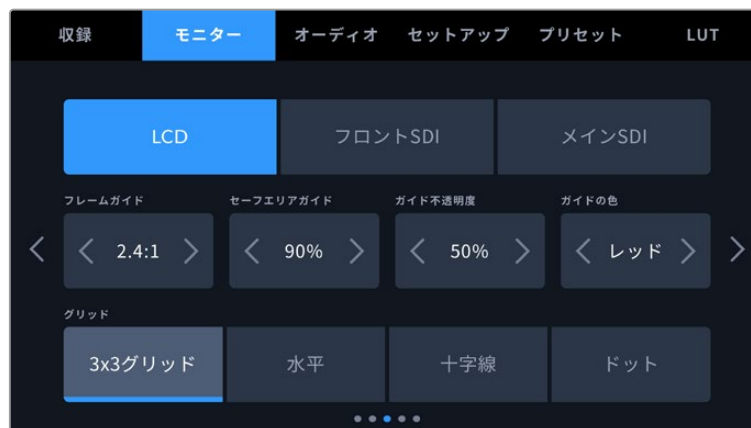 収録 モニター オーディオ セットアップ プリセット LUT
LCD フロントSDI メインSDI
フレームガイド セーフエリアガイド ガイド不透明度 ガイドの色
2.4:1 90% 50% レッド
グリッド
3x3グリッド 水平 十字線 ドット